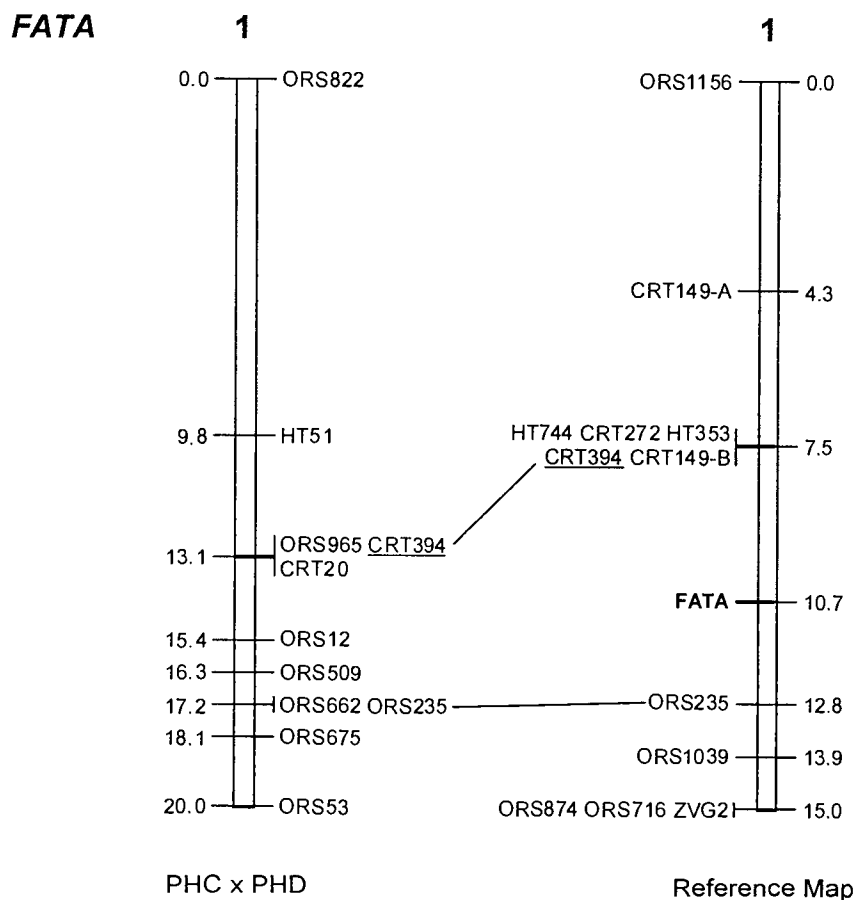 FATA 1 1
0.0 ORS822
ORS1156 0.0
CRT149-A 4.3
9.8 HT51
HT744 CRT272 HT353
CRT394 CRT149-B
7.5
13.1
ORS965 CRT394
CRT20
FATA 10.7
15.4 ORS12
16.3 ORS509
17.2 ORS662 ORS235
ORS235 12.8
18.1 ORS675
ORS1039 13.9
20.0 ORS53
ORS874 ORS716 ZVG2 15.0
PHC x PHD
Reference Map